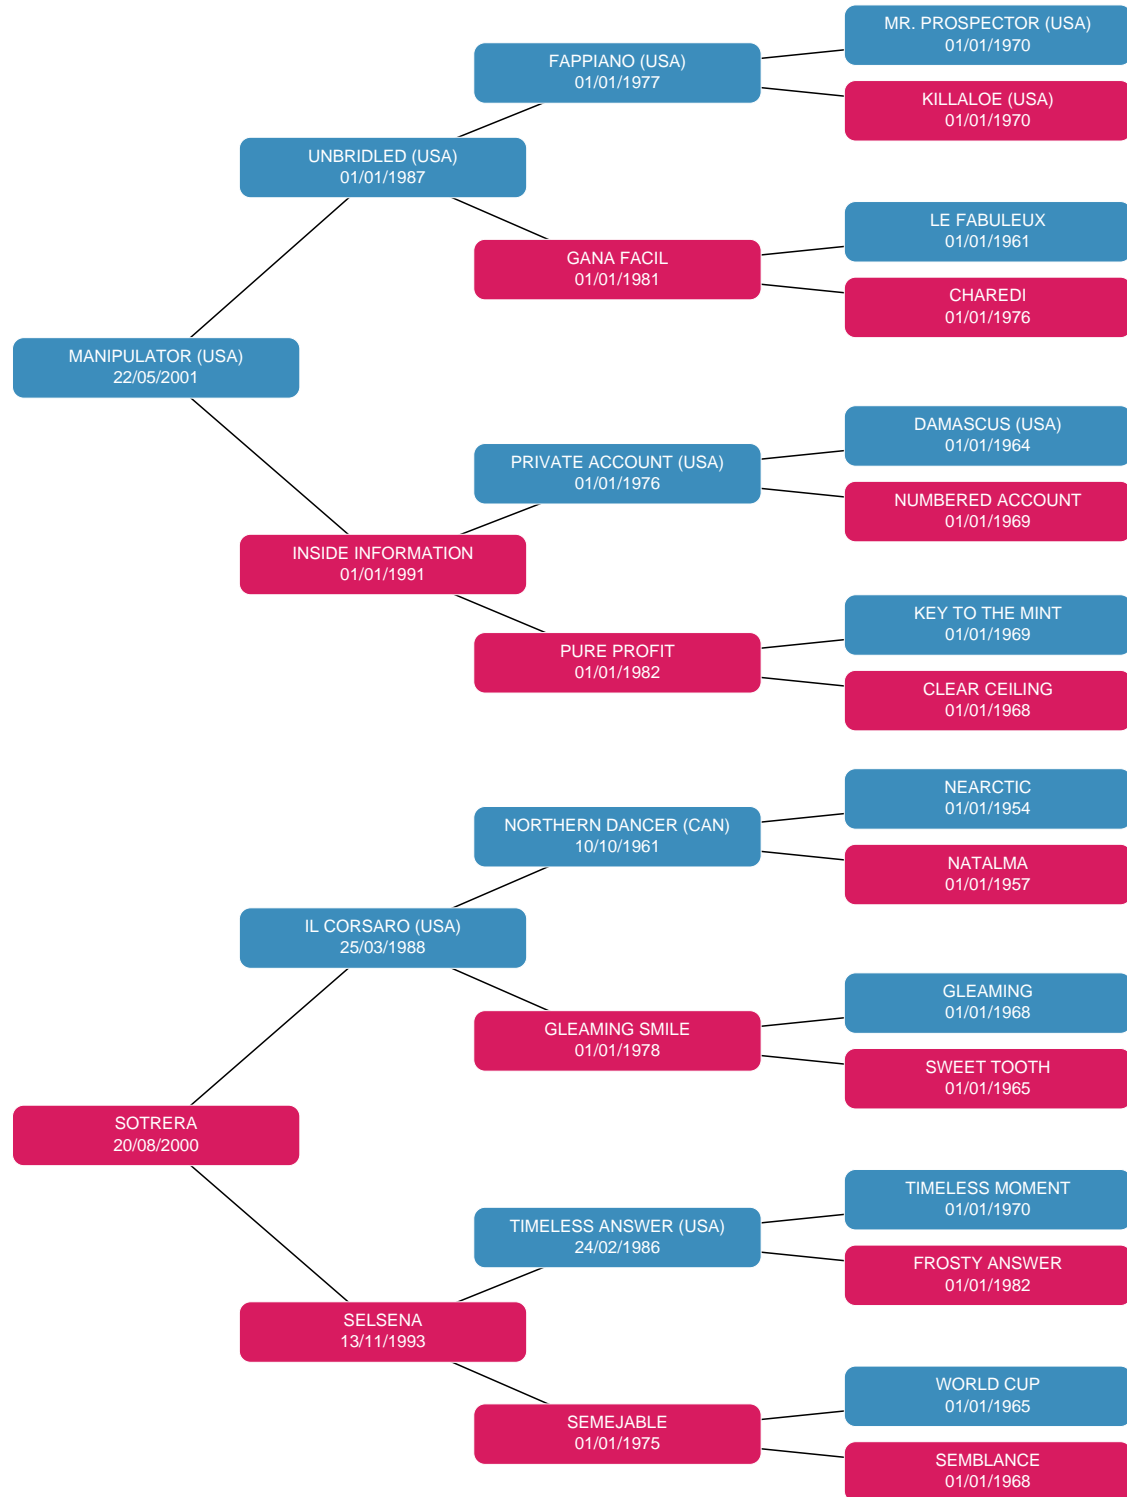 MR. PROSPECTOR (USA)
01/01/1970
FAPPIANO (USA)
01/01/1977
KILLALOE (USA)
01/01/1970
UNBRIDLED (USA)
01/01/1987
LE FABULEUX
01/01/1961
GANA FACIL
01/01/1981
CHAREDI
01/01/1976
MANIPULATOR (USA)
22/05/2001
DAMASCUS (USA)
01/01/1964
PRIVATE ACCOUNT (USA)
01/01/1976
NUMBERED ACCOUNT
01/01/1969
INSIDE INFORMATION
01/01/1991
KEY TO THE MINT
01/01/1969
PURE PROFIT
01/01/1982
CLEAR CEILING
01/01/1968
NEARCTIC
01/01/1954
NORTHERN DANCER (CAN)
10/10/1961
NATALMA
01/01/1957
IL CORSARO (USA)
25/03/1988
GLEAMING
01/01/1968
GLEAMING SMILE
01/01/1978
SWEET TOOTH
01/01/1965
SOTRERA
20/08/2000
TIMELESS MOMENT
01/01/1970
TIMELESS ANSWER (USA)
24/02/1986
FROSTY ANSWER
01/01/1982
SELSENA
13/11/1993
WORLD CUP
01/01/1965
SEMEJABLE
01/01/1975
SEMBLANCE
01/01/1968